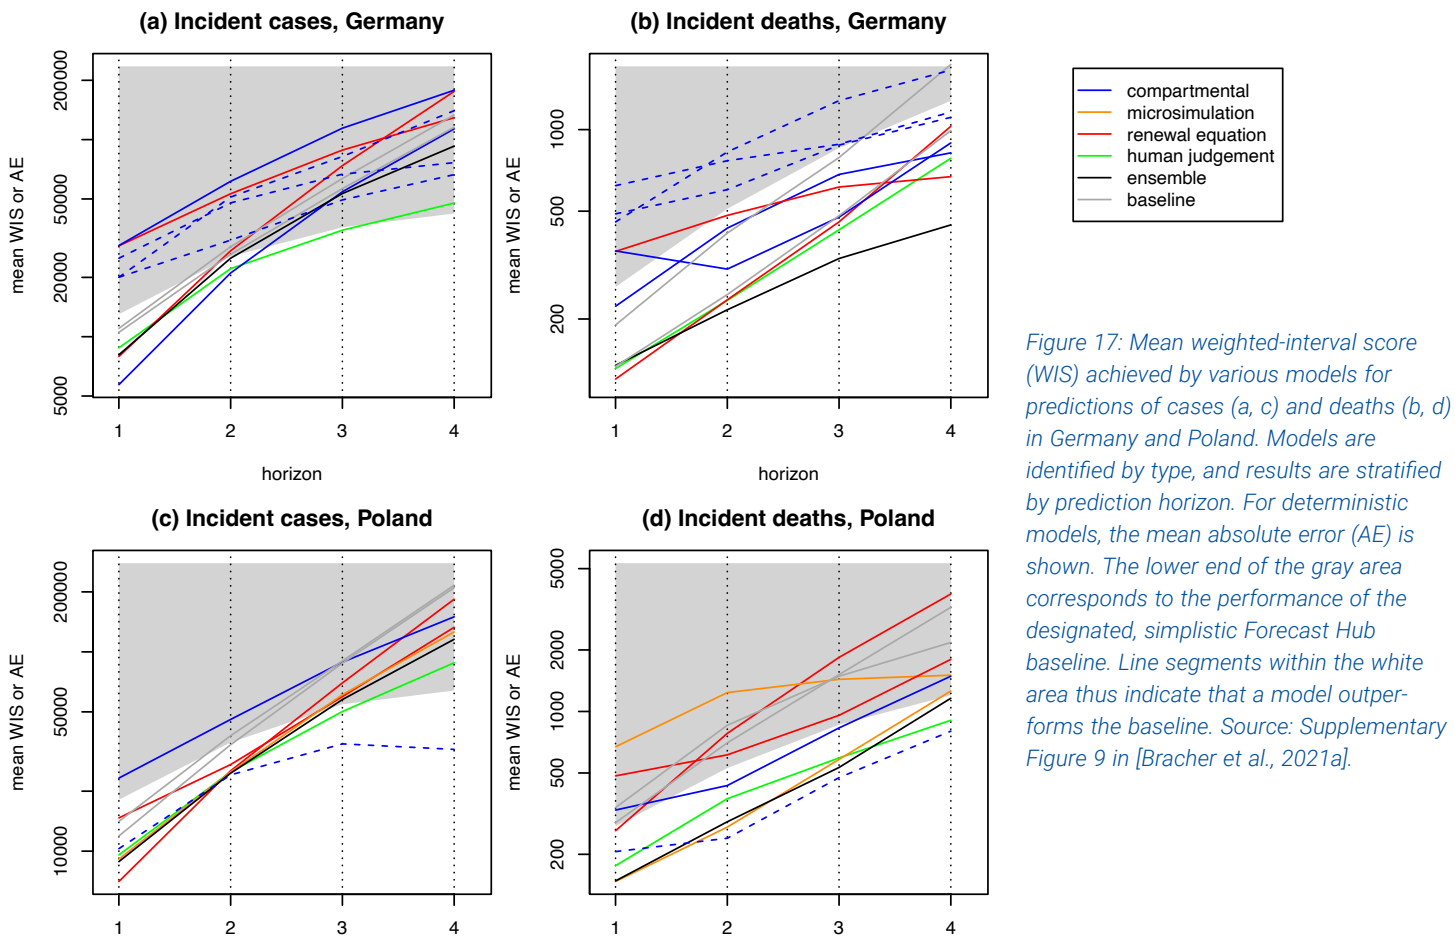 (a) Incident cases, Germany
mean WIS or AE
5000
20000
50000
200000
1
2
3
4
horizon
(b) Incident deaths, Germany
mean WIS or AE
200
500
1000
1
2
3
4
horizon
compartmental
microsimulation
renewal equation
human judgement
ensemble
baseline
(c) Incident cases, Poland
mean WIS or AE
10000
50000
200000
1
2
3
4
(d) Incident deaths, Poland
mean WIS or AE
200
500
1000
2000
5000
1
2
3
4
Figure 17: Mean weighted-interval score
(WIS) achieved by various models for
predictions of cases (a, c) and deaths (b, d)
in Germany and Poland. Models are
identified by type, and results are stratified
by prediction horizon. For deterministic
models, the mean absolute error (AE) is
shown. The lower end of the gray area
corresponds to the performance of the
designated, simplistic Forecast Hub
baseline. Line segments within the white
area thus indicate that a model outper-
forms the baseline. Source: Supplementary
Figure 9 in [Bracher et al., 2021a].